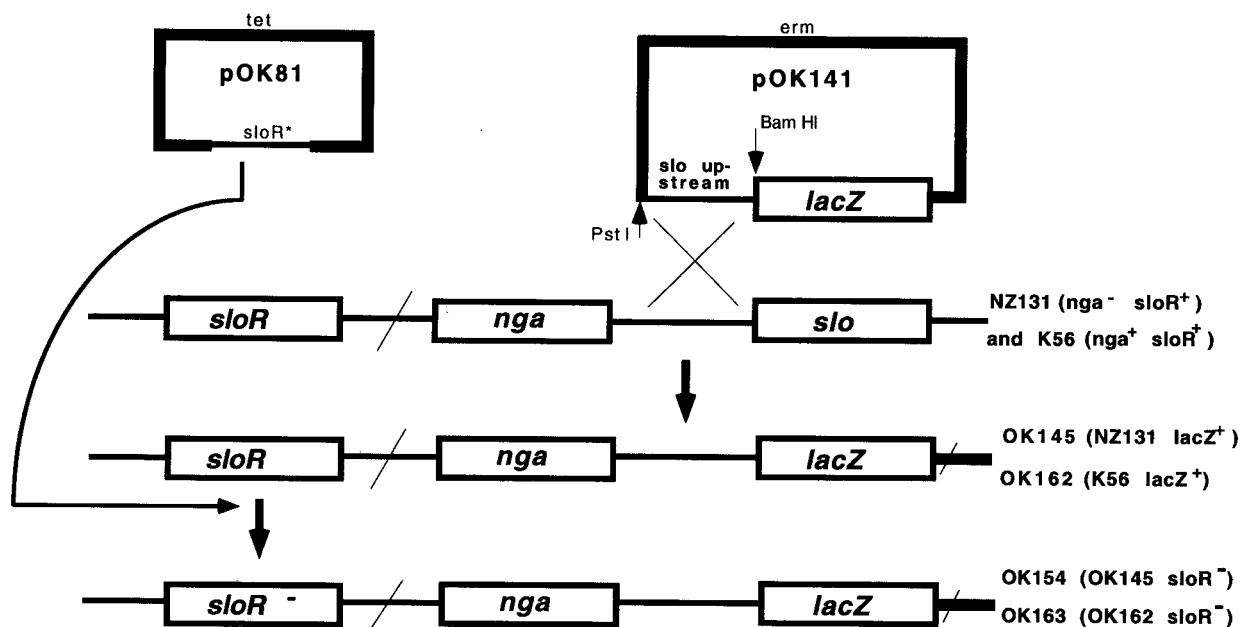 tet
pOK81
sloR*
erm
pOK141
Bam HI
slo up-
stream
lacZ
Pst I
sloR
nga
slo
NZ131 (nga⁻ sloR⁺)
and K56 (nga⁺ sloR⁺)
sloR
nga
lacZ
OK145 (NZ131 lacZ⁺)
OK162 (K56 lacZ⁺)
sloR ⁻
nga
lacZ
OK154 (OK145 sloR⁻)
OK163 (OK162 sloR⁻)